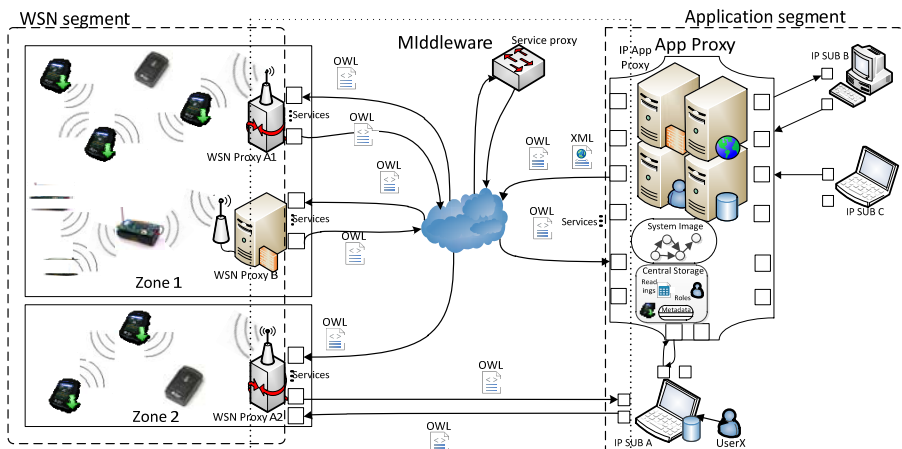 WSN segment
Application segment
MIddleware
Service proxy
IP App
Proxy
App Proxy
IP SUB B
OWL
Services
OWL
WSN Proxy A1
OWL
XML
OWL
IP SUB C
Services
OWL
OWL
Services
System Image
WSN Proxy B
Zone 1
Central Storage
Read
ings
Roles
Metadata
OWL
Services
OWL
Zone 2
WSN Proxy A2
OWL
IP SUB A
UserX